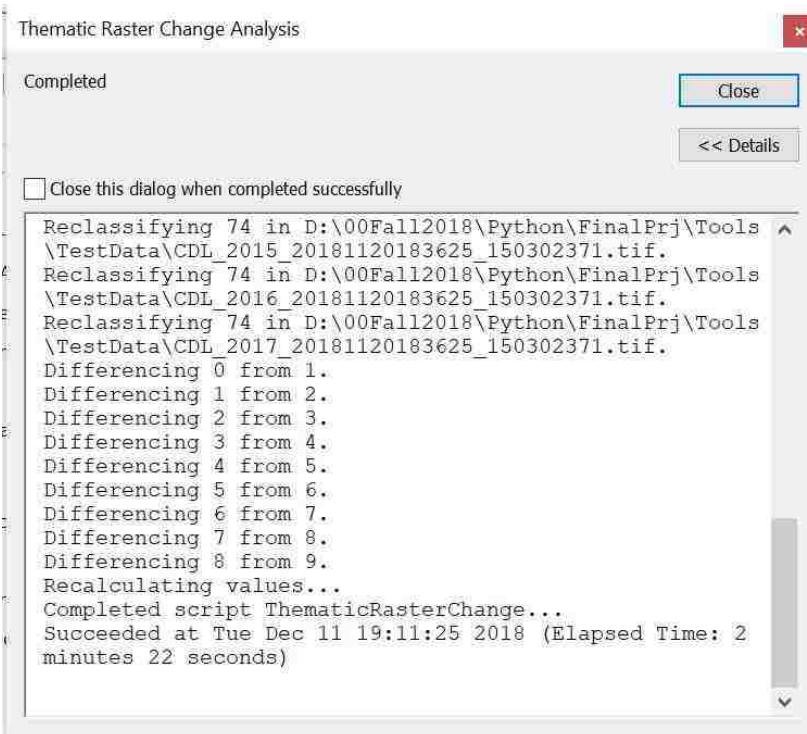 Thematic Raster Change Analysis
Completed
Close
<< Details
Close this dialog when completed successfully
Reclassifying 74 in D:\00Fall2018\Python\FinalPrj\Tools
\TestData\CDL_2015_20181120183625_150302371.tif.
Reclassifying 74 in D:\00Fall2018\Python\FinalPrj\Tools
\TestData\CDL_2016_20181120183625_150302371.tif.
Reclassifying 74 in D:\00Fall2018\Python\FinalPrj\Tools
\TestData\CDL_2017_20181120183625_150302371.tif.
Differencing 0 from 1.
Differencing 1 from 2.
Differencing 2 from 3.
Differencing 3 from 4.
Differencing 4 from 5.
Differencing 5 from 6.
Differencing 6 from 7.
Differencing 7 from 8.
Differencing 8 from 9.
Recalculating values...
Completed script ThematicRasterChange...
Succeeded at Tue Dec 11 19:11:25 2018 (Elapsed Time: 2
minutes 22 seconds)